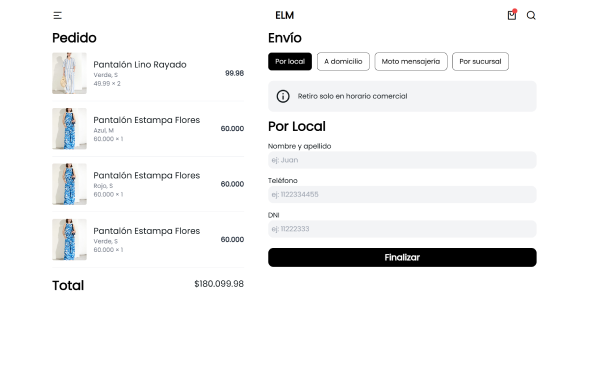 ELM
Pedido
Pantalón Lino Rayado
Verde, S
49.99 × 2
99.98
Pantalón Estampa Flores
Azul, M
60.000 × 1
60.000
Pantalón Estampa Flores
Rojo, S
60.000 × 1
60.000
Pantalón Estampa Flores
Verde, S
60.000 × 1
60.000
Total
$180.099.98
Envío
Por local
A domicilio
Moto mensajeria
Por sucursal
Retiro solo en horario comercial
Por Local
Nombre y apellido
ej: Juan
Teléfono
ej: 1122334455
DNI
ej: 11222333
Finalizar